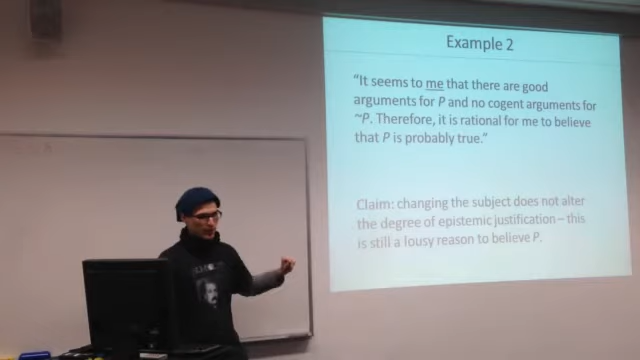 Example 2
“It seems to me that there are good
arguments for P and no cogent arguments for
~P. Therefore, it is rational for me to believe
that P is probably true.”
Claim: changing the subject does not alter
the degree of epistemic justification – this
is still a lousy reason to believe P.